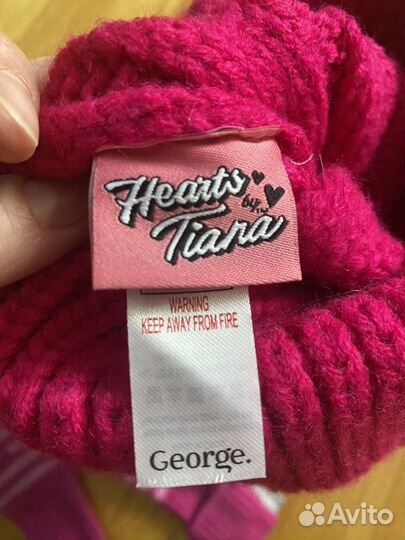 Hearts
by
Tiana
WARNING
KEEP AWAY FROM FIRE
George.
Avito